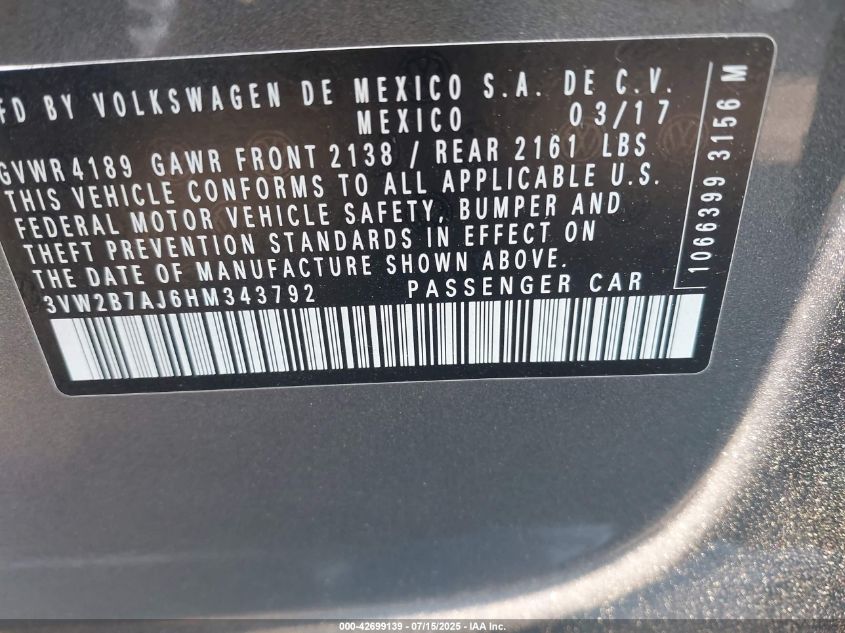 FD BY VOLKSWAGEN DE MEXICO S.A. DE C.V.
MEXICO 03/17
GVWR 4189 GAWR FRONT 2138 / REAR 2161 LBS
THIS VEHICLE CONFORMS TO ALL APPLICABLE U.S.
FEDERAL MOTOR VEHICLE SAFETY, BUMPER AND
THEFT PREVENTION STANDARDS IN EFFECT ON
THE DATE OF MANUFACTURE SHOWN ABOVE.
3VW2B7AJ6HM343792 PASSENGER CAR
1066399 3156 M
000-42699139 - 07/15/2025 - IAA Inc.